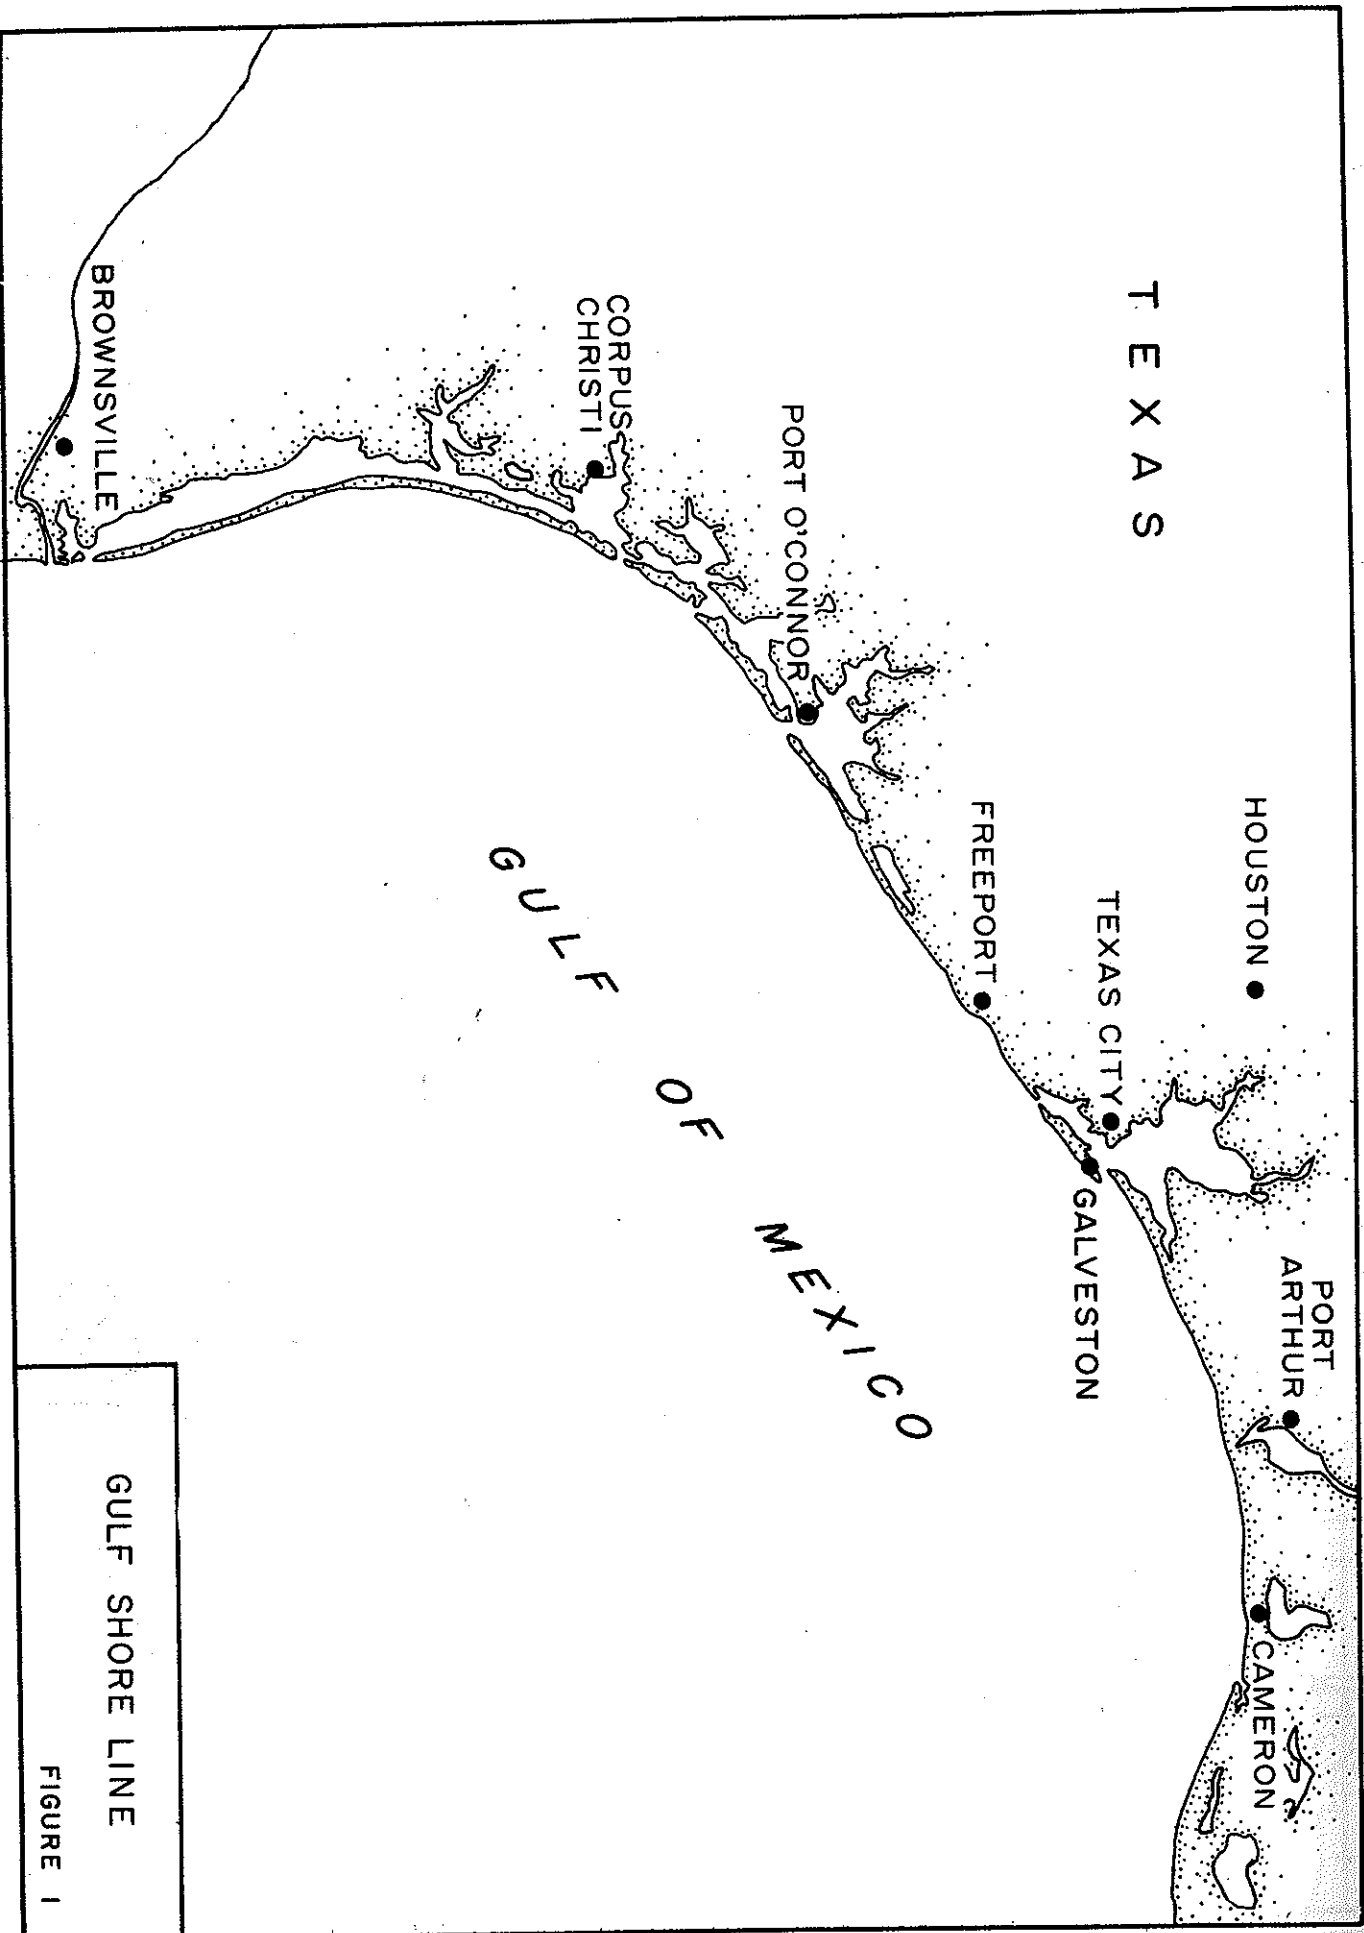 TEXAS
HOUSTON
PORT
ARTHUR
CAMERON
TEXAS CITY
GALVESTON
FREEPORT
PORT O'CONNOR
CORPUS
CHRISTI
BROWNSVILLE
GULF OF MEXICO
GULF SHORE LINE
FIGURE 1